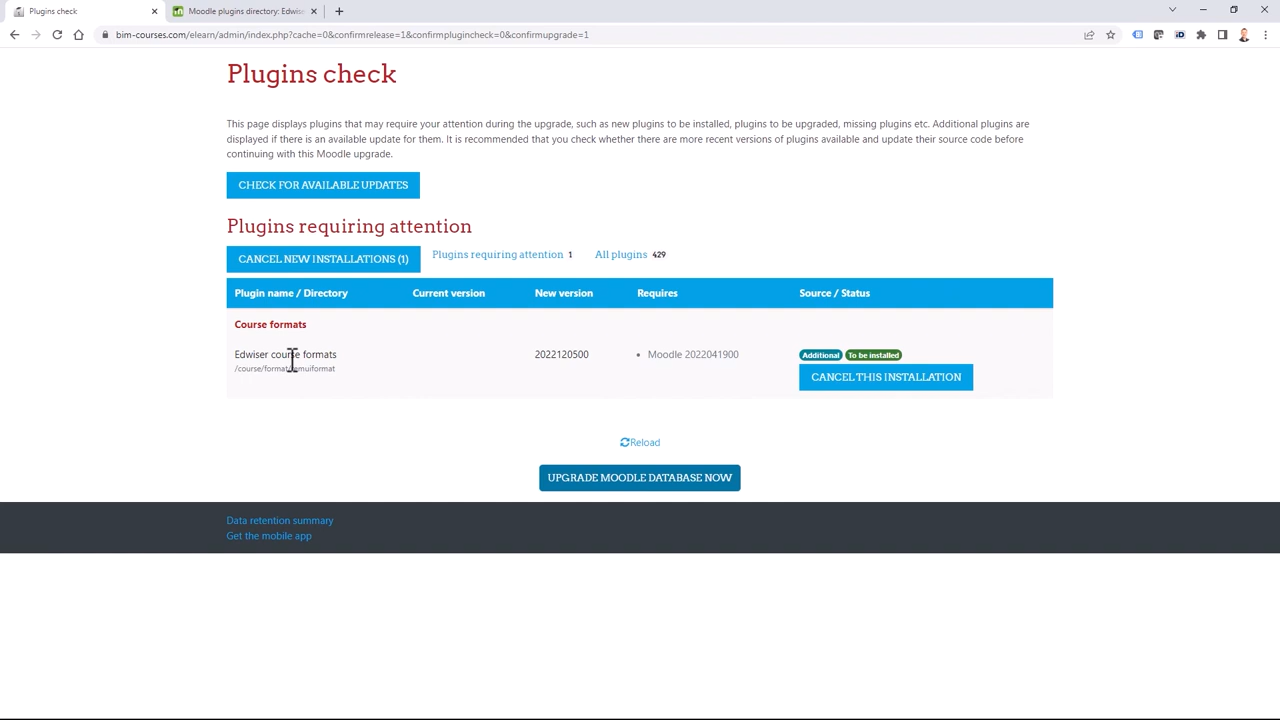 Plugins check
Moodle plugins directory: Edwise
bim-courses.com/elearn/admin/index.php?cache=0&confirmrelease=1&confirmplugincheck=0&confirmupgrade=1
Plugins check
This page displays plugins that may require your attention during the upgrade, such as new plugins to be installed, plugins to be upgraded, missing plugins etc. Additional plugins are
displayed if there is an available update for them. It is recommended that you check whether there are more recent versions of plugins available and update their source code before
continuing with this Moodle upgrade.
CHECK FOR AVAILABLE UPDATES
Plugins requiring attention
CANCEL NEW INSTALLATIONS (1) Plugins requiring attention 1 All plugins 429
Plugin name / Directory Current version New version Requires Source / Status
Course formats
Edwiser course formats 2022120500 Moodle 2022041900 Additional To be installed
/course/format
CANCEL THIS INSTALLATION
Reload
UPGRADE MOODLE DATABASE NOW
Data retention summary
Get the mobile app